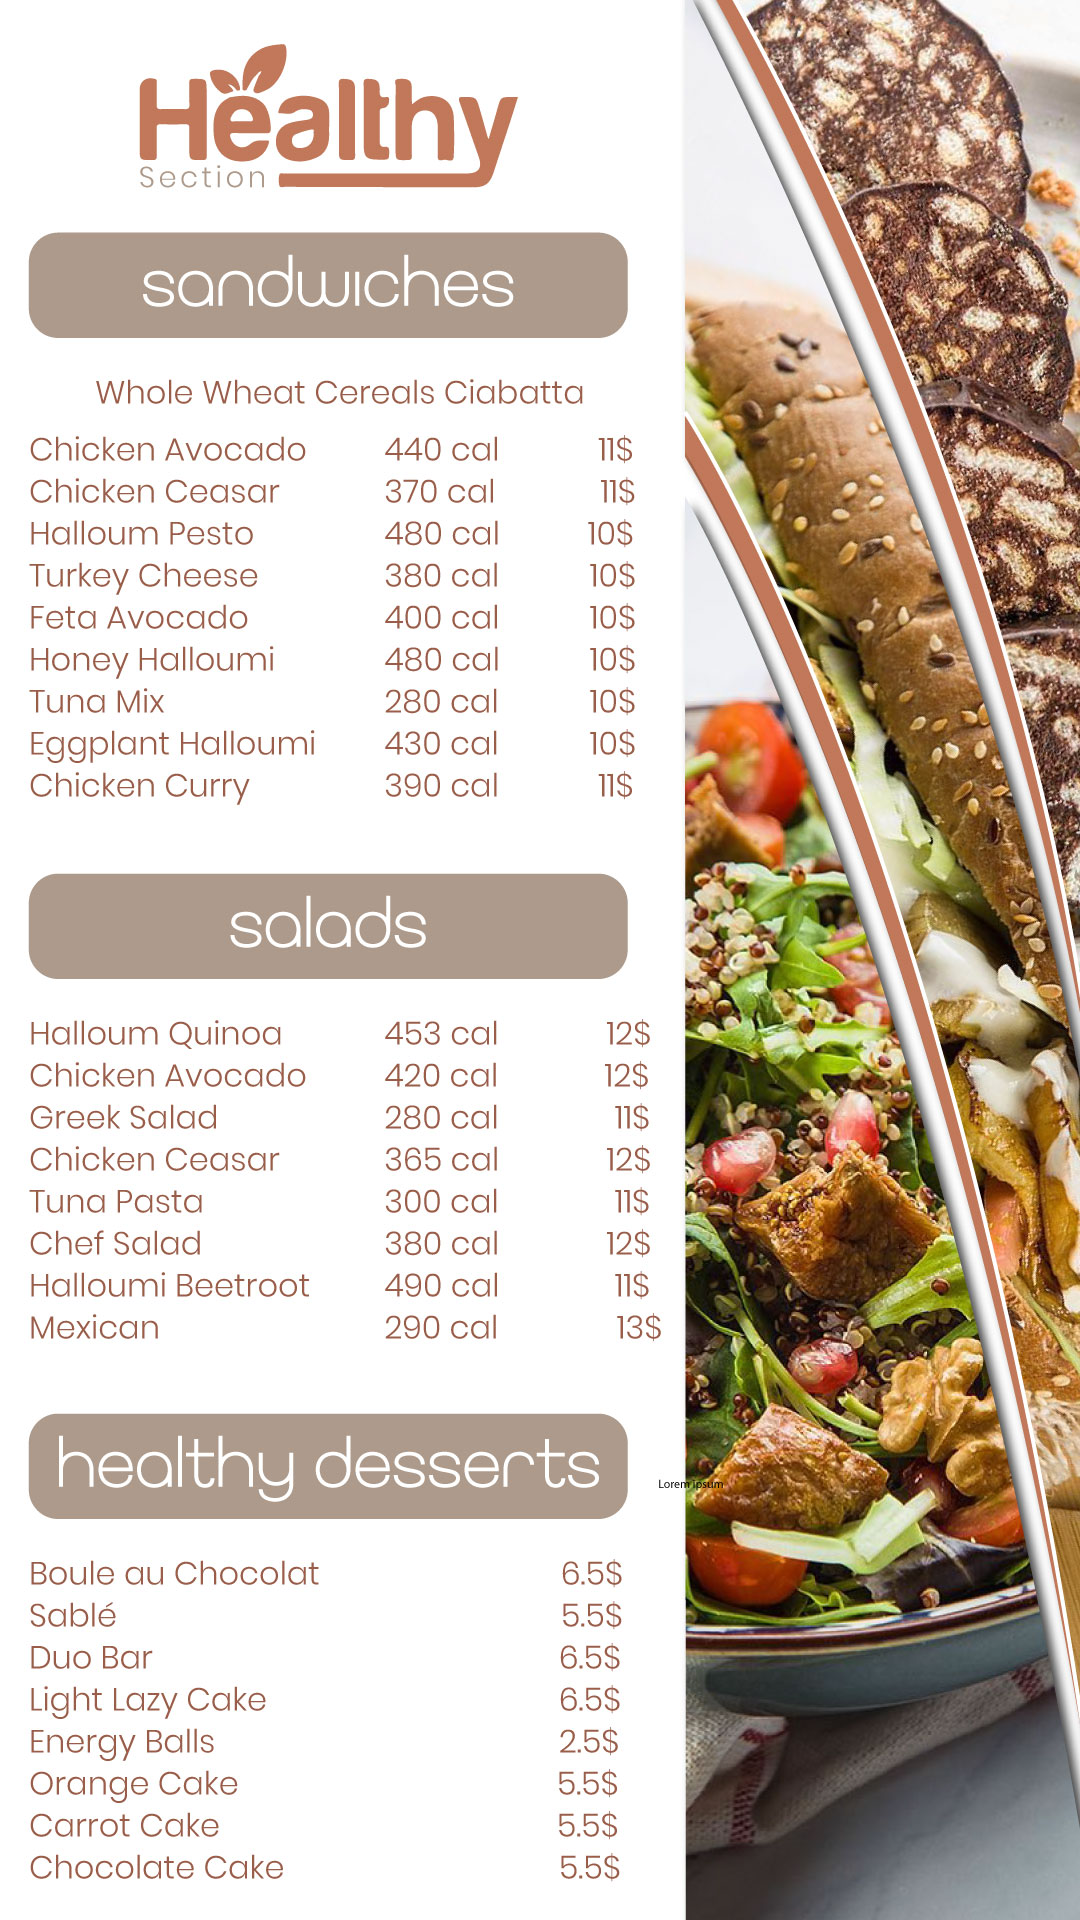 Healthy
Section
sandwiches
Whole Wheat Cereals Ciabatta
Chicken Avocado 440 cal 11$
Chicken Ceasar 370 cal 11$
Halloum Pesto 480 cal 10$
Turkey Cheese 380 cal 10$
Feta Avocado 400 cal 10$
Honey Halloumi 480 cal 10$
Tuna Mix 280 cal 10$
Eggplant Halloumi 430 cal 10$
Chicken Curry 390 cal 11$
salads
Halloum Quinoa 453 cal 12$
Chicken Avocado 420 cal 12$
Greek Salad 280 cal 11$
Chicken Ceasar 365 cal 12$
Tuna Pasta 300 cal 11$
Chef Salad 380 cal 12$
Halloumi Beetroot 490 cal 11$
Mexican 290 cal 13$
healthy desserts
Lorem ipsum
Boule au Chocolat 6.5$
Sablé 5.5$
Duo Bar 6.5$
Light Lazy Cake 6.5$
Energy Balls 2.5$
Orange Cake 5.5$
Carrot Cake 5.5$
Chocolate Cake 5.5$